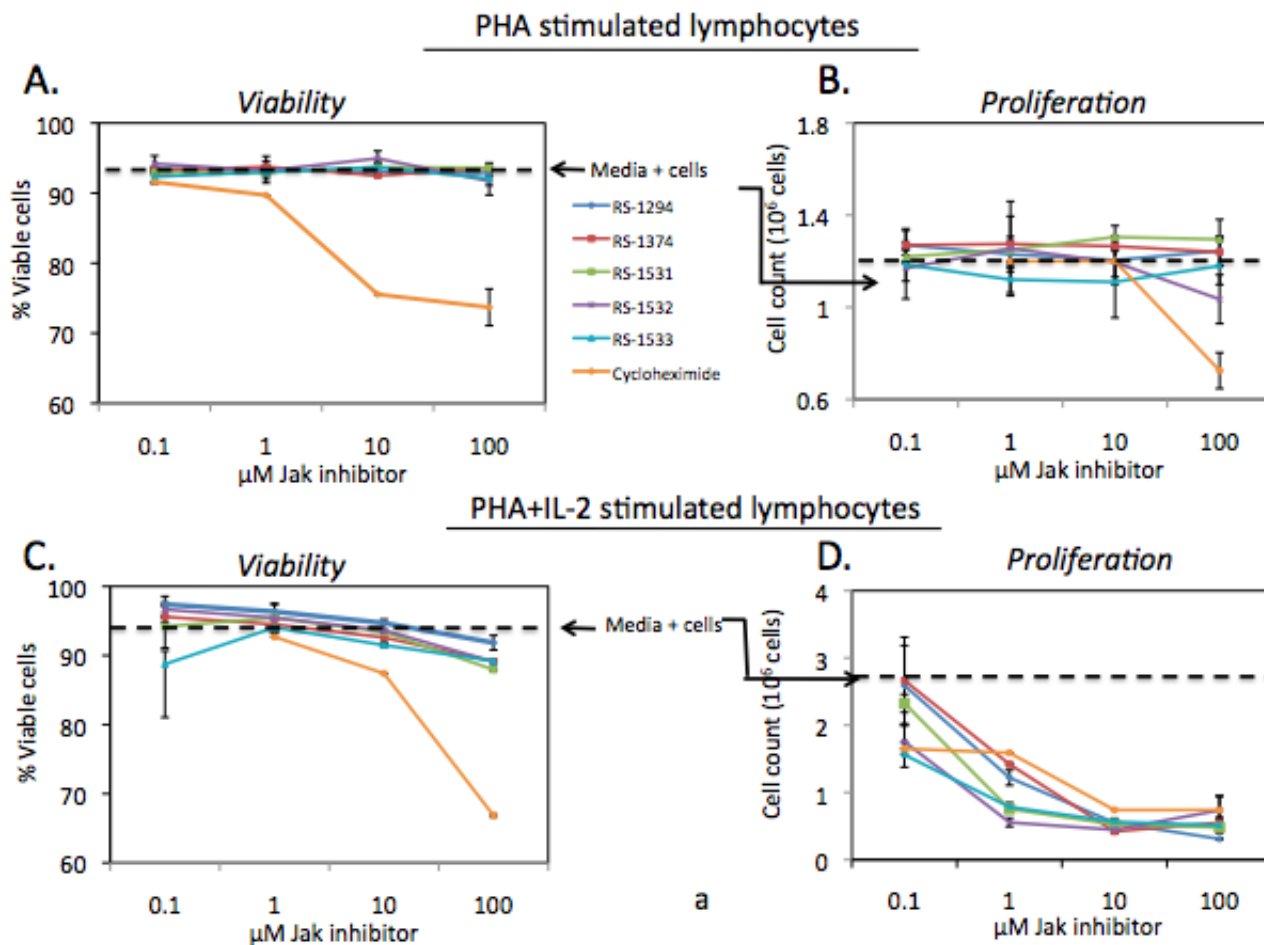 PHA stimulated lymphocytes
A.
Viability
100
90
80
70
60
% Viable cells
0.1 1 10 100
μM Jak inhibitor
Media + cells
RS-1294
RS-1374
RS-1531
RS-1532
RS-1533
Cycloheximide
B.
Proliferation
1.8
1.4
1
0.6
Cell count (10⁶ cells)
0.1 1 10 100
μM Jak inhibitor
PHA+IL-2 stimulated lymphocytes
C.
Viability
100
90
80
70
60
% Viable cells
0.1 1 10 100
μM Jak inhibitor
Media + cells
a
D.
Proliferation
4
3
2
1
0
Cell count (10⁶ cells)
0.1 1 10 100
μM Jak inhibitor